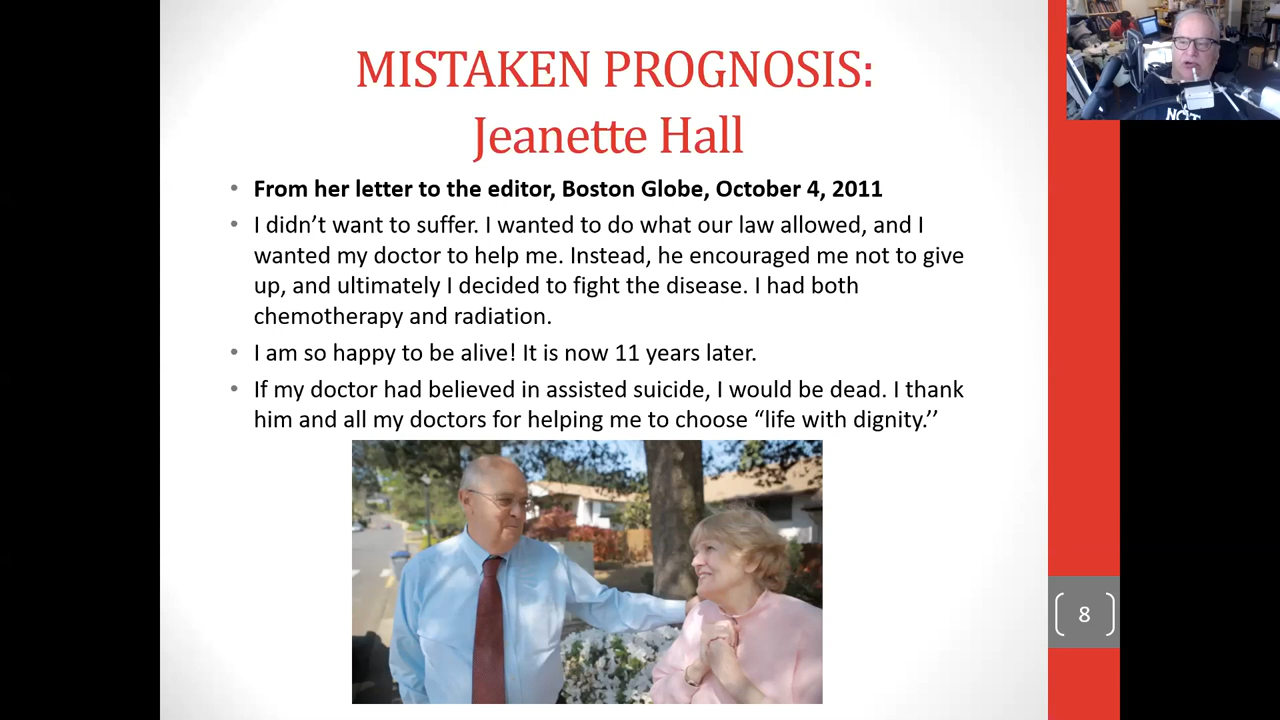 MISTAKEN PROGNOSIS:
Jeanette Hall
• From her letter to the editor, Boston Globe, October 4, 2011
• I didn’t want to suffer. I wanted to do what our law allowed, and I
wanted my doctor to help me. Instead, he encouraged me not to give
up, and ultimately I decided to fight the disease. I had both
chemotherapy and radiation.
• I am so happy to be alive! It is now 11 years later.
• If my doctor had believed in assisted suicide, I would be dead. I thank
him and all my doctors for helping me to choose “life with dignity.’’
8
NOT